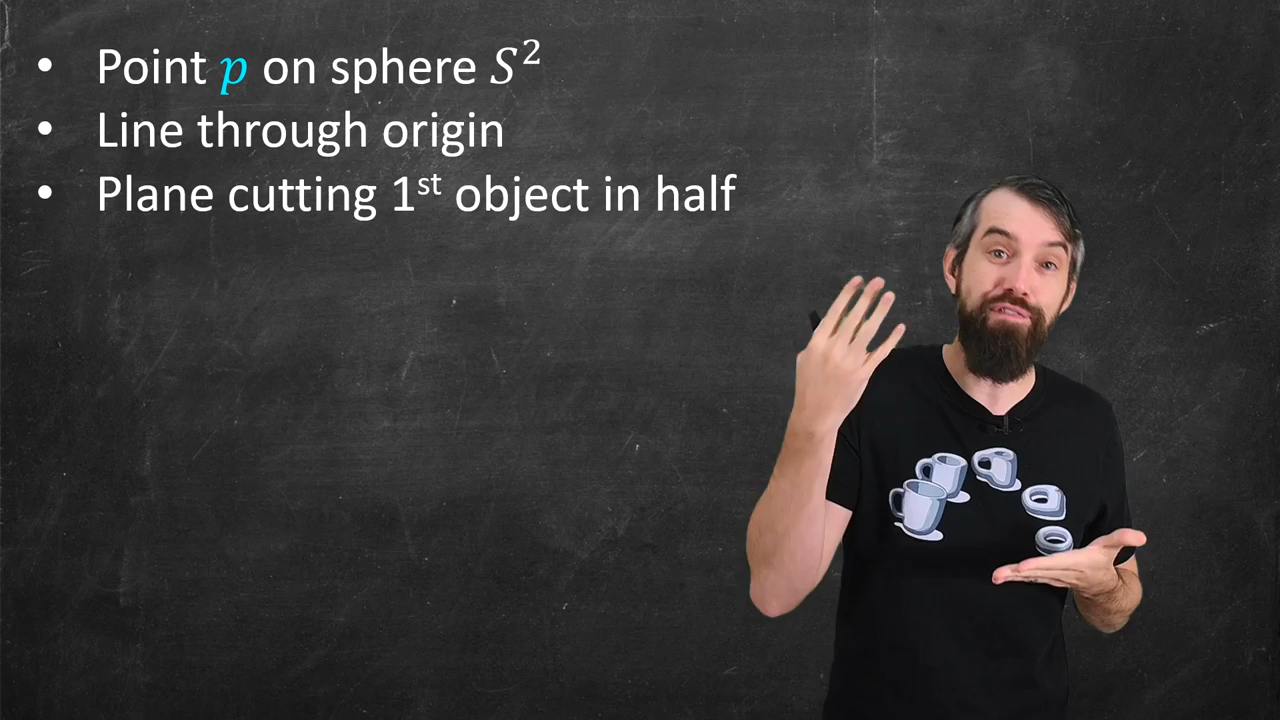 • Point p on sphere S²
• Line through origin
• Plane cutting 1ˢᵗ object in half